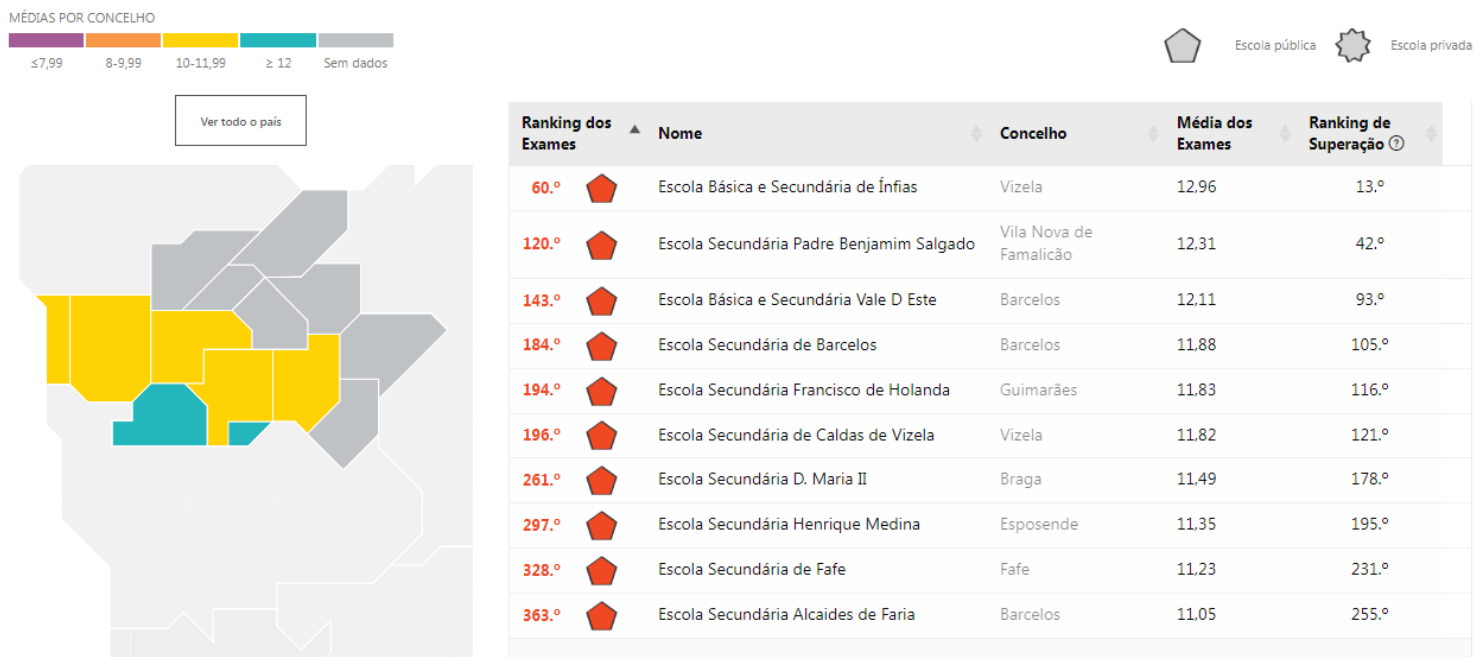 MÉDIAS POR CONCELHO
≤7,99 8-9,99 10-11,99 ≥ 12 Sem dados
Ver todo o país
Escola pública Escola privada
Ranking dos Exames Nome Concelho Média dos Exames Ranking de Superação ?
60.º Escola Básica e Secundária de Ínfias Vizela 12,96 13.º
120.º Escola Secundária Padre Benjamim Salgado Vila Nova de Famalicão 12,31 42.º
143.º Escola Básica e Secundária Vale D Este Barcelos 12,11 93.º
184.º Escola Secundária de Barcelos Barcelos 11,88 105.º
194.º Escola Secundária Francisco de Holanda Guimarães 11,83 116.º
196.º Escola Secundária de Caldas de Vizela Vizela 11,82 121.º
261.º Escola Secundária D. Maria II Braga 11,49 178.º
297.º Escola Secundária Henrique Medina Esposende 11,35 195.º
328.º Escola Secundária de Fafe Fafe 11,23 231.º
363.º Escola Secundária Alcaides de Faria Barcelos 11,05 255.º